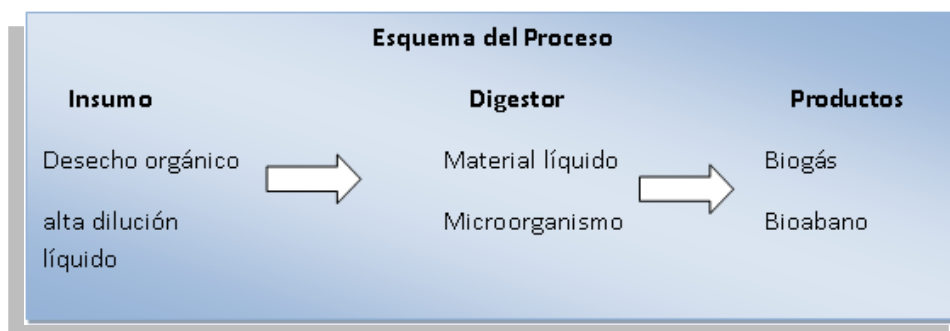 Esquema del Proceso
Insumo Digestor Productos
Desecho orgánico Material líquido Biogás
alta dilución Microorganismo Bioabano
líquido